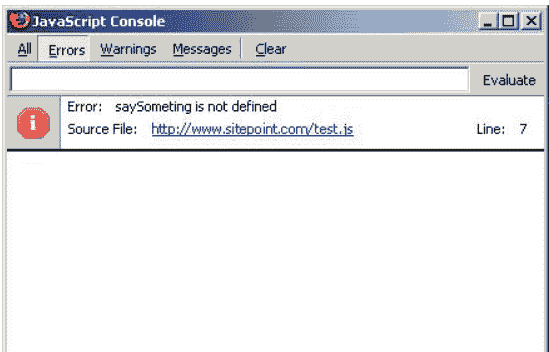 JavaScript Console
All Errors Warnings Messages Clear
Evaluate
Error: saySometing is not defined
Source File: http://www.sitepoint.com/test.js Line: 7